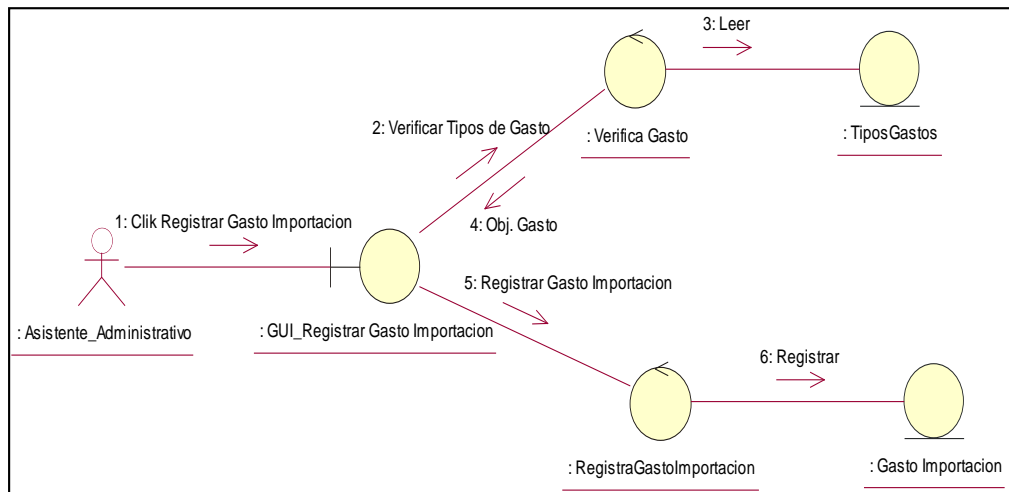 3: Leer
: Verifica Gasto
: TiposGastos
2: Verificar Tipos de Gasto
4: Obj. Gasto
1: Clik Registrar Gasto Importacion
: Asistente_Administrativo
: GUI_Registrar Gasto Importacion
5: Registrar Gasto Importacion
6: Registrar
: RegistraGastoImportacion
: Gasto Importacion